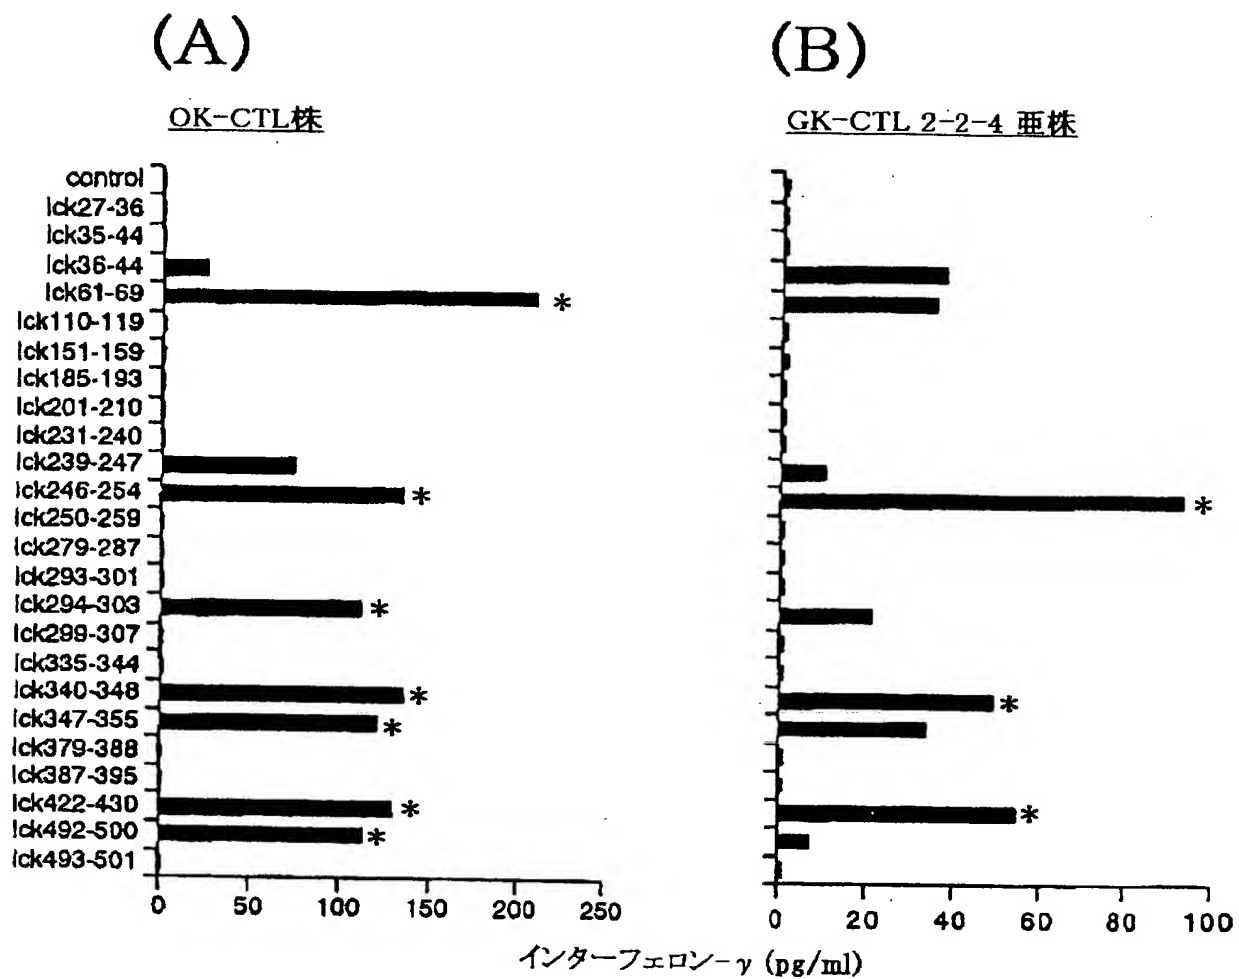 (A)
OK-CTL株
control
lck27-36
lck35-44
lck36-44
lck61-69
*
lck110-119
lck151-159
lck185-193
lck201-210
lck231-240
lck239-247
lck246-254
*
lck250-259
lck279-287
lck293-301
lck294-303
*
lck299-307
lck335-344
lck340-348
*
lck347-355
*
lck379-388
lck387-395
lck422-430
*
lck492-500
*
lck493-501
0 50 100 150 200 250
(B)
GK-CTL 2-2-4 亜株
*
*
*
0 20 40 60 80 100
インターフェロン-γ (pg/ml)